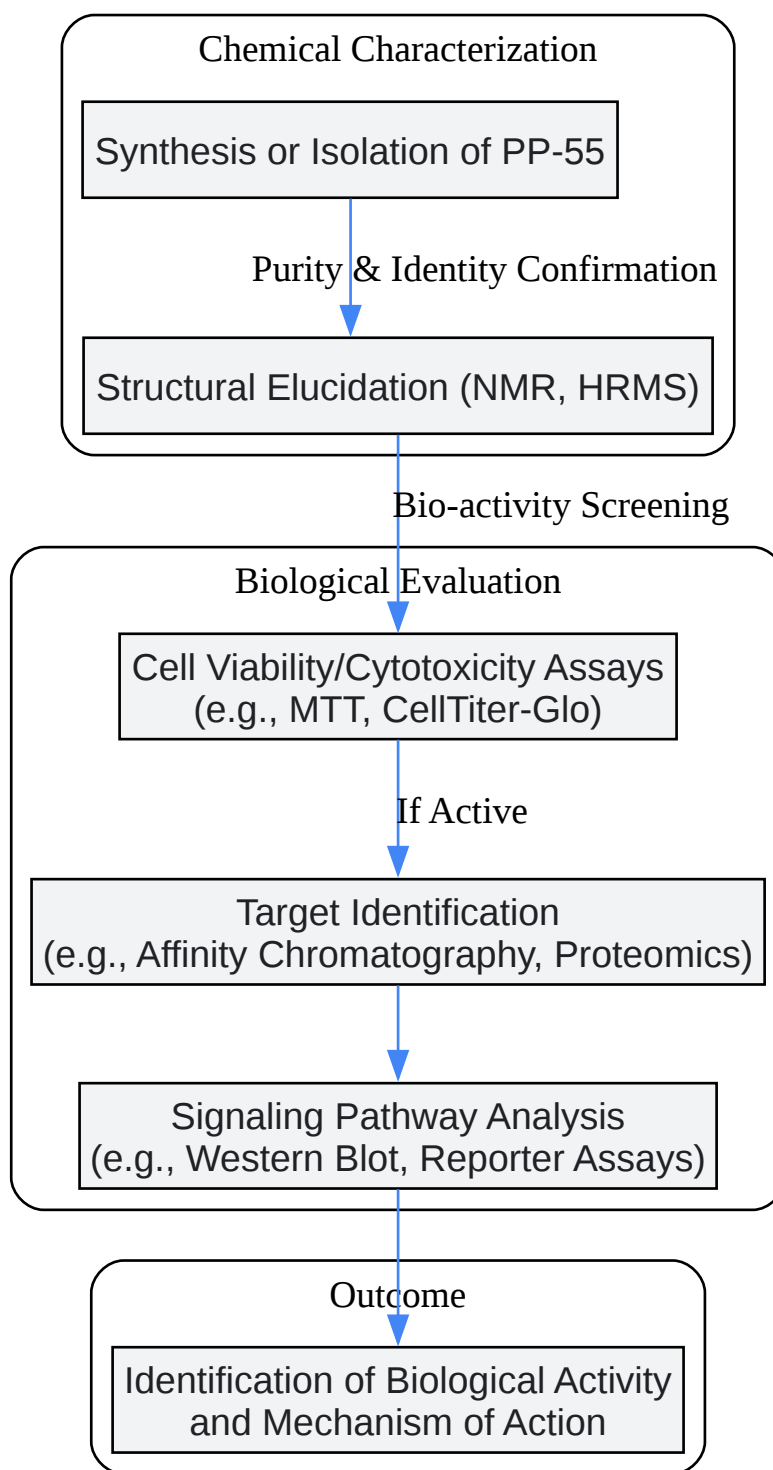 Chemical Characterization
Synthesis or Isolation of PP-55
Purity & Identity Confirmation
Structural Elucidation (NMR, HRMS)
Bio-activity Screening
Biological Evaluation
Cell Viability/Cytotoxicity Assays
(e.g., MTT, CellTiter-Glo)
If Active
Target Identification
(e.g., Affinity Chromatography, Proteomics)
Signaling Pathway Analysis
(e.g., Western Blot, Reporter Assays)
Outcome
Identification of Biological Activity
and Mechanism of Action